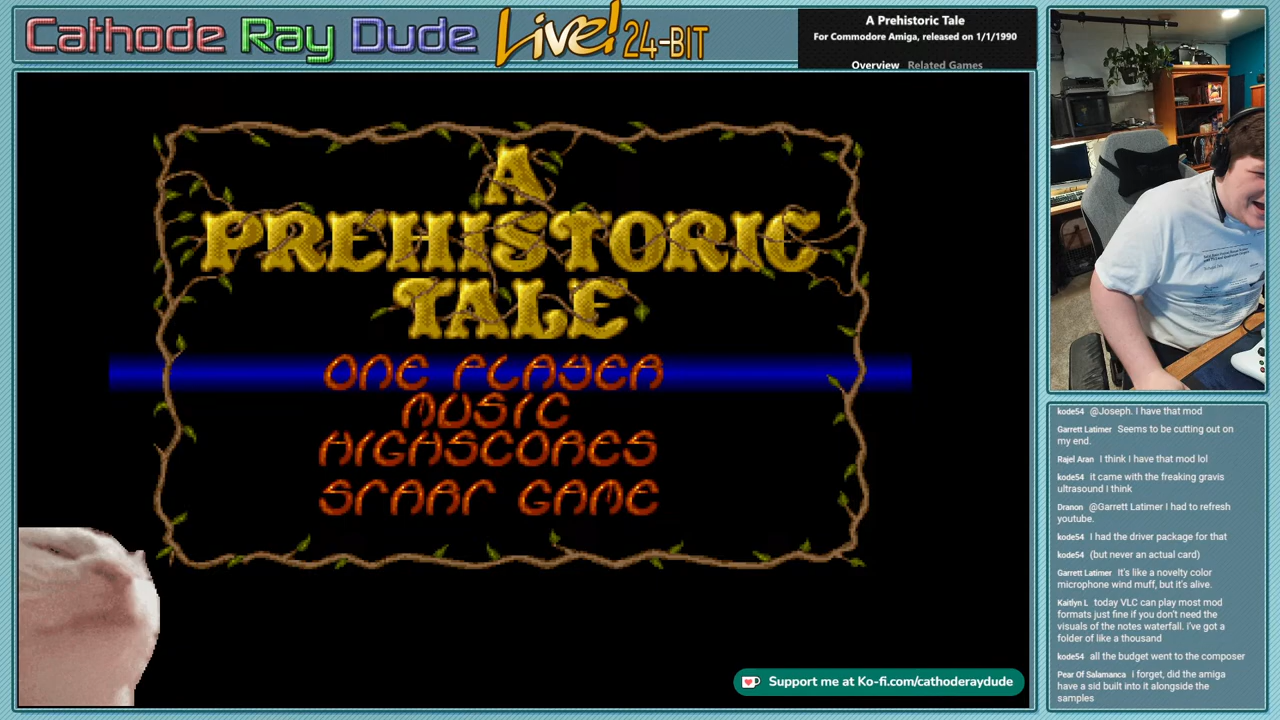 Cathode Ray Dude Live! 24-BIT
A Prehistoric Tale
For Commodore Amiga, released on 1/1/1990
Overview Related Games
A
PREHISTORIC
TALE
ONE PLAYER
MUSIC
HIGHSCORES
START GAME
kode54 @Joseph. I have that mod
Garrett Latimer Seems to be cutting out on
my end.
Rajel Aran I think I have that mod lol
kode54 it came with the freaking gravis
ultrasound I think
Dranon @Garrett Latimer I had to refresh
youtube.
kode54 I had the driver package for that
kode54 (but never an actual card)
Garrett Latimer It's like a novelty color
microphone wind muff, but it's alive.
Kaitlyn L today VLC can play most mod
formats just fine if you don't need the
visuals of the notes waterfall. i've got a
folder of like a thousand
kode54 all the budget went to the composer
Pear Of Salamanca I forget, did the amiga
have a sid built into it alongside the
samples
Support me at Ko-fi.com/cathoderaydude